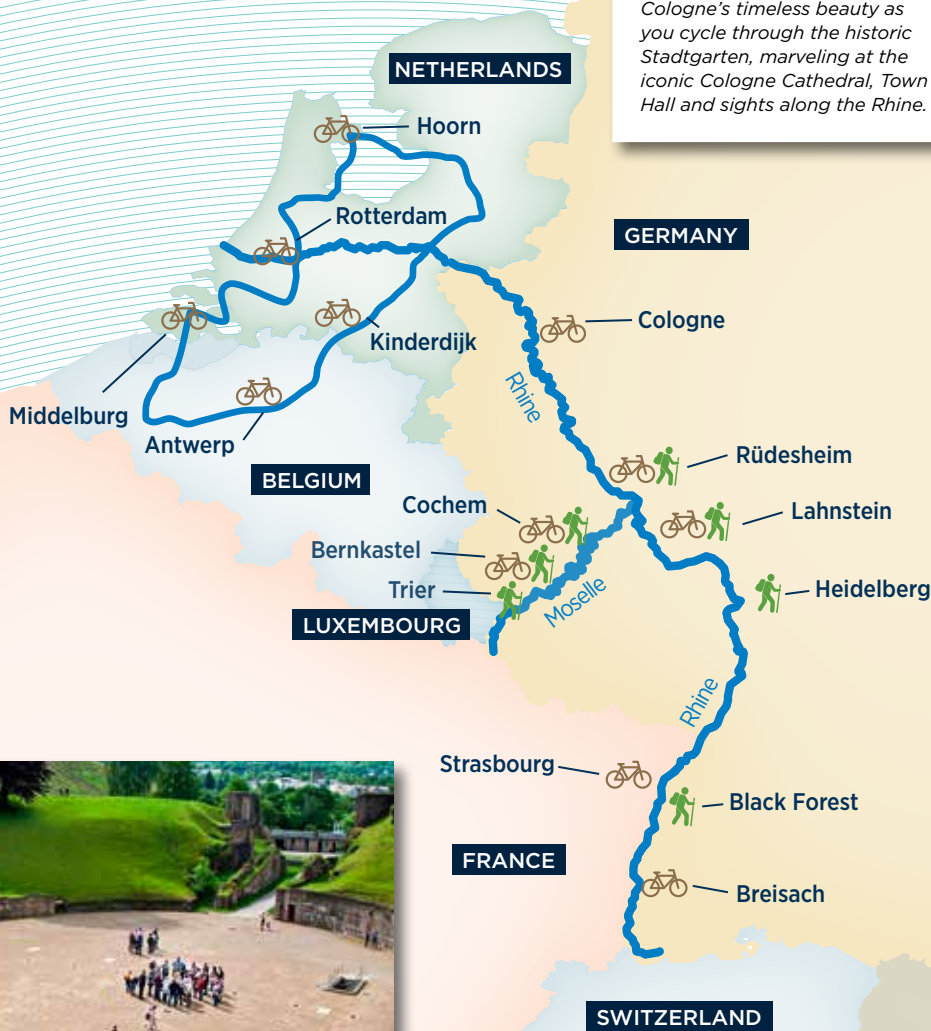 Cologne's timeless beauty as
you cycle through the historic
Stadtgarten, marveling at the
iconic Cologne Cathedral, Town
Hall and sights along the Rhine.
NETHERLANDS
Hoorn
Rotterdam
GERMANY
Cologne
Kinderdijk
Rhine
Middelburg
Antwerp
BELGIUM
Rüdesheim
Cochem
Lahnstein
Bernkastel
Trier
Heidelberg
Moselle
LUXEMBOURG
Rhine
Strasbourg
Black Forest
FRANCE
Breisach
SWITZERLAND